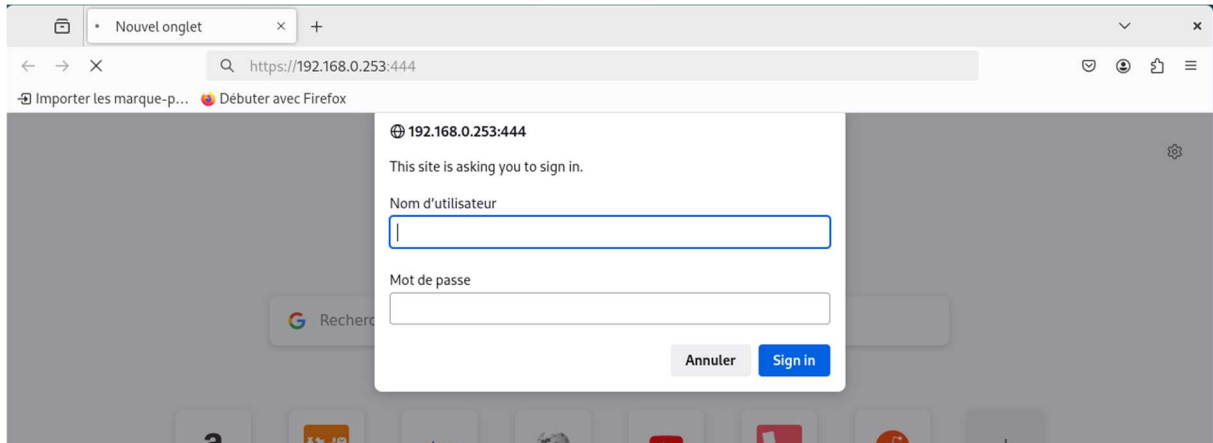 Nouvel onglet
https://192.168.0.253:444
Importer les marque-p...
Débuter avec Firefox
192.168.0.253:444
This site is asking you to sign in.
Nom d'utilisateur
Mot de passe
Recherc
Annuler
Sign in